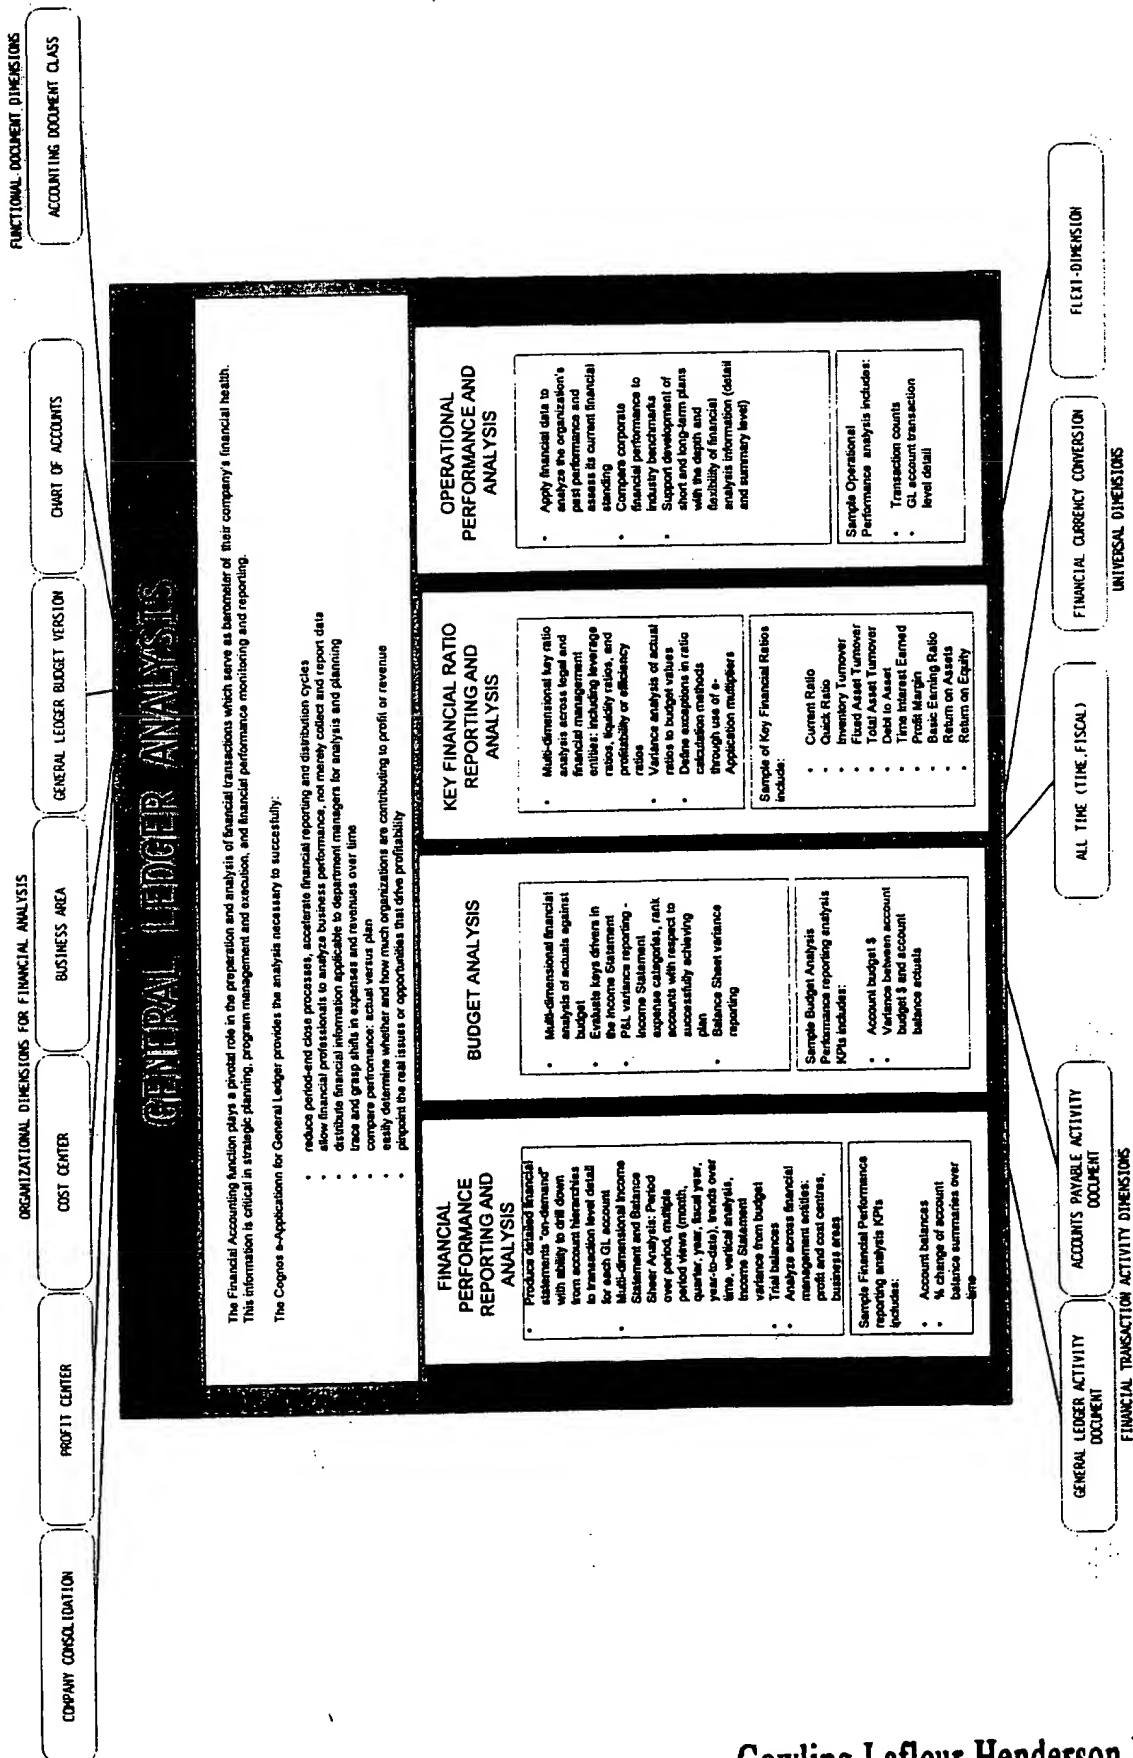 ORGANIZATIONAL DIMENSIONS FOR FINANCIAL ANALYSIS
FUNCTIONAL DOCUMENT DIMENSIONS
COMPANY CONSOLIDATION
PROFIT CENTER
COST CENTER
BUSINESS AREA
GENERAL LEDGER BUDGET VERSION
CHART OF ACCOUNTS
ACCOUNTING DOCUMENT CLASS
GENERAL LEDGER ANALYSIS
The Financial Accounting function plays a pivotal role in the preparation and analysis of financial transactions which serve as barometer of their company's financial health.
This information is critical in strategic planning, program management and execution, and financial performance monitoring and reporting.
The Cognos e-Applicationn for General Ledger provides the analysis necessary to succesfully:
• reduce period-end close processes, accelerate financial reporting and distribution cycles
• allow financial professionals to analyze business performance, not merely collect and report data
• distribute financial information applicable to department managers for analysis and planning
• trace and grasp shifts in expenses and revenues over time
• compare perfromance: actual versus plan
• easily determine whether and how much organizations are contributing to profit or revenue
• pinpoint the real issues or opportunities that drive profitability
FINANCIAL
PERFORMANCE
REPORTING AND
ANALYSIS
• Produce detailed financial
statements "on-demand"
with ability to drill down
from account hierarchies
to transaction level detail
for each GL account
• Multi-dimensional Income
Statement and Balance
Sheer Analysis: Period
over period, multiple
period views (month,
quarter, year, fiscal year,
year-to-date), trends over
time, vertical analysis,
Income Statement
variance from budget
• Trial balances
• Analyze across financial
management entities:
profit and cost centres,
business areas
Sample Financial Performance
reporting analysis KPIs
includes:
• Account balances
• % change of account
balance summaries over
time
BUDGET ANALYSIS
• Multi-dimensional financial
analysis of actuals against
budget
• Evaluate keys drivers in
the Income Statement
• P&L variance reporting -
Income Statement
expense categories, rank
accounts with respect to
successfully achieving
plan
• Balance Sheet variance
reporting
Sample Budget Analysis
Performance reporting analysis
KPIs includes:
• Account budget $
• Variance between account
budget $ and account
balance actuals
KEY FINANCIAL RATIO
REPORTING AND
ANALYSIS
• Multi-dimensional key ratio
analysis across legal and
financial management
entities: including leverage
ratios, liquidity ratios, and
profitability or efficiency
ratios
• Variance analysis of actual
ratios to budget values
• Define exceptions in ratio
calculation methods
through use of e-
Application multipliers
Sample of Key Financial Ratios
include:
• Current Ratio
• Quick Ratio
• Inventory Turnover
• Fixed Asset Turnover
• Total Asset Turnover
• Debt to Asset
• Time Interest Earned
• Profit Margin
• Basic Earning Ratio
• Return on Assets
• Return on Equity
OPERATIONAL
PERFORMANCE AND
ANALYSIS
• Apply financial data to
analyze the organization's
past performance and
assess its current financial
standing
• Compare corporate
financial performance to
industry benchmarks
• Support development of
short and long-term plans
with the depth and
flexibility of financial
analysis information (detail
and summary level)
Sample Operational
Performance analysis includes:
• Transaction counts
• GL account transaction
level detail
GENERAL LEDGER ACTIVITY
DOCUMENT
ACCOUNTS PAYABLE ACTIVITY
DOCUMENT
FINANCIAL TRANSACTION ACTIVITY DIMENSIONS
ALL TIME (TIME,FISCAL)
FINANCIAL CURRENCY CONVERSION
FLEXI-DIMENSION
UNIVERSAL DIMENSIONS
Gowling Lafleur Henderson